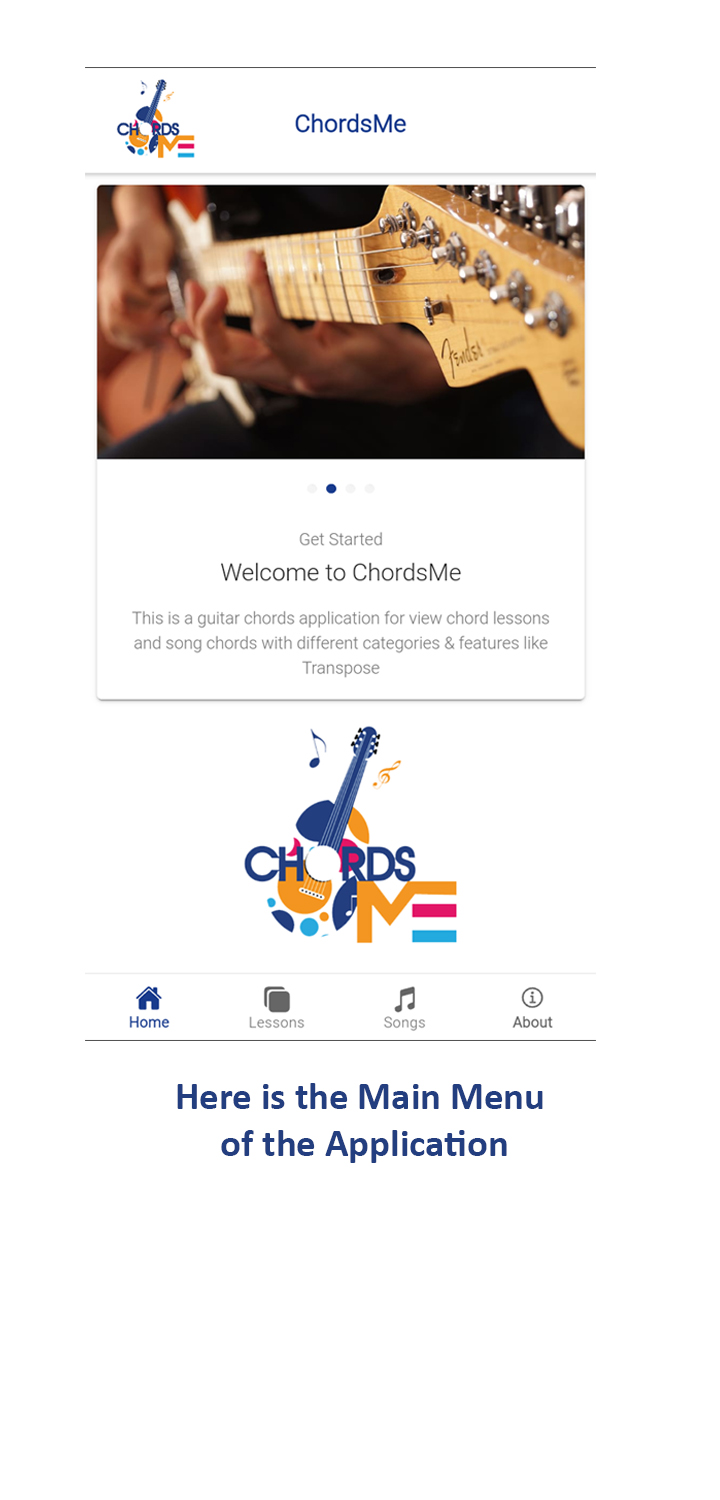 CHORDS
ME
ChordsMe
Fender
Get Started
Welcome to ChordsMe
This is a guitar chords application for view chord lessons
and song chords with different categories & features like
Transpose
CHORDS
ME
Home
Lessons
Songs
About
Here is the Main Menu
of the Application